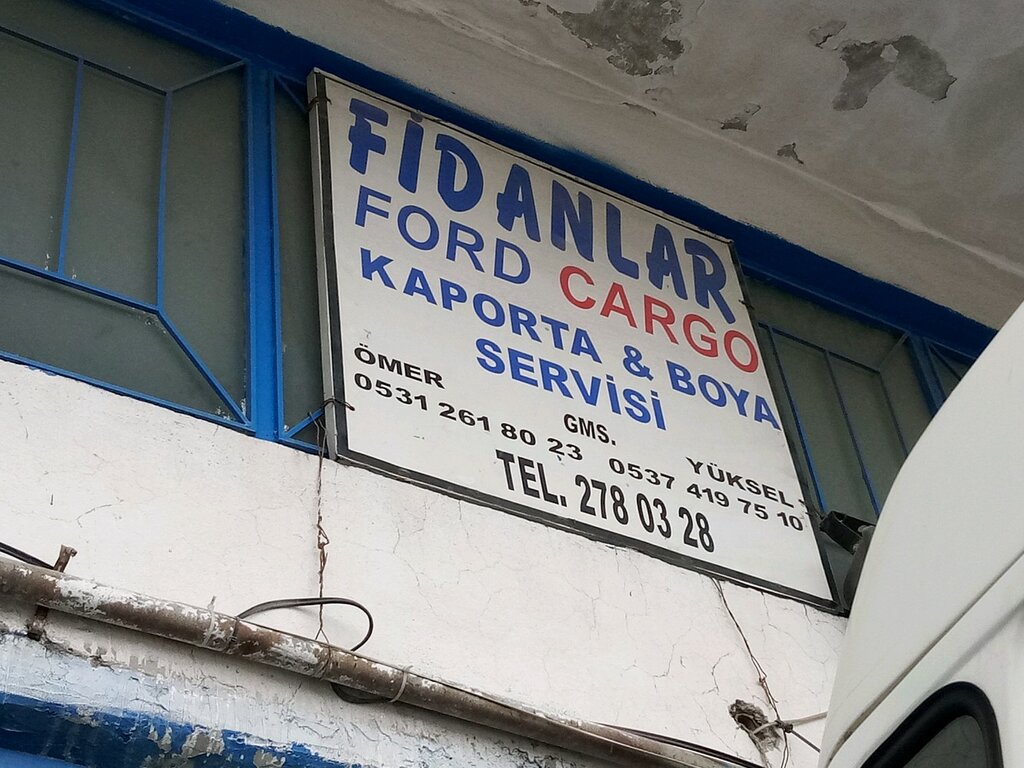 FİDANLAR
FORD CARGO
KAPORTA & BOYA
SERVİSİ
ÖMER GMS. YÜKSEL
0531 261 80 23 0537 419 75 10
TEL. 278 03 28